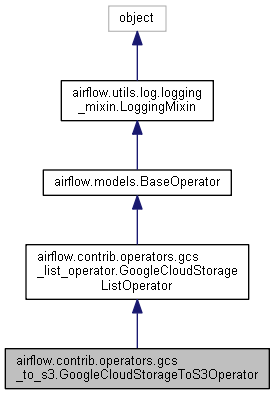 object
airflow.utils.log.logging
_mixin.LoggingMixin
airflow.models.BaseOperator
airflow.contrib.operators.gcs
_list_operator.GoogleCloudStorage
ListOperator
airflow.contrib.operators.gcs
_to_s3.GoogleCloudStorageToS3Operator